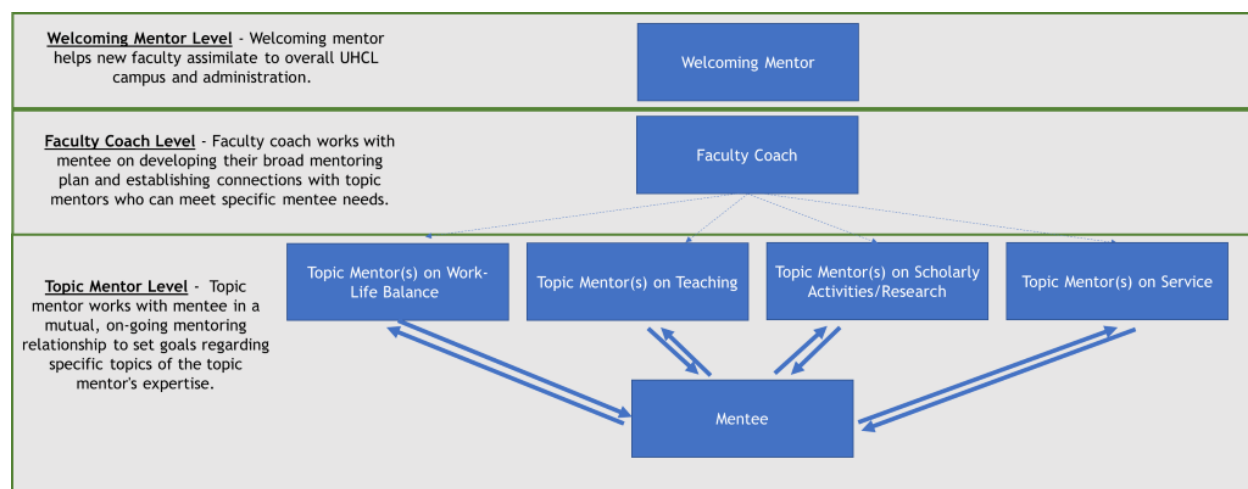 Welcoming Mentor Level - Welcoming mentor
helps new faculty assimilate to overall UHCL
campus and administration.
Welcoming Mentor
Faculty Coach Level - Faculty coach works with
mentee on developing their broad mentoring
plan and establishing connections with topic
mentors who can meet specific mentee needs.
Faculty Coach
Topic Mentor Level - Topic
mentor works with mentee in a
mutual, on-going mentoring
relationship to set goals regarding
specific topics of the topic
mentor's expertise.
Topic Mentor(s) on Work-
Life Balance
Topic Mentor(s) on Teaching
Topic Mentor(s) on Scholarly
Activities/Research
Topic Mentor(s) on Service
Mentee